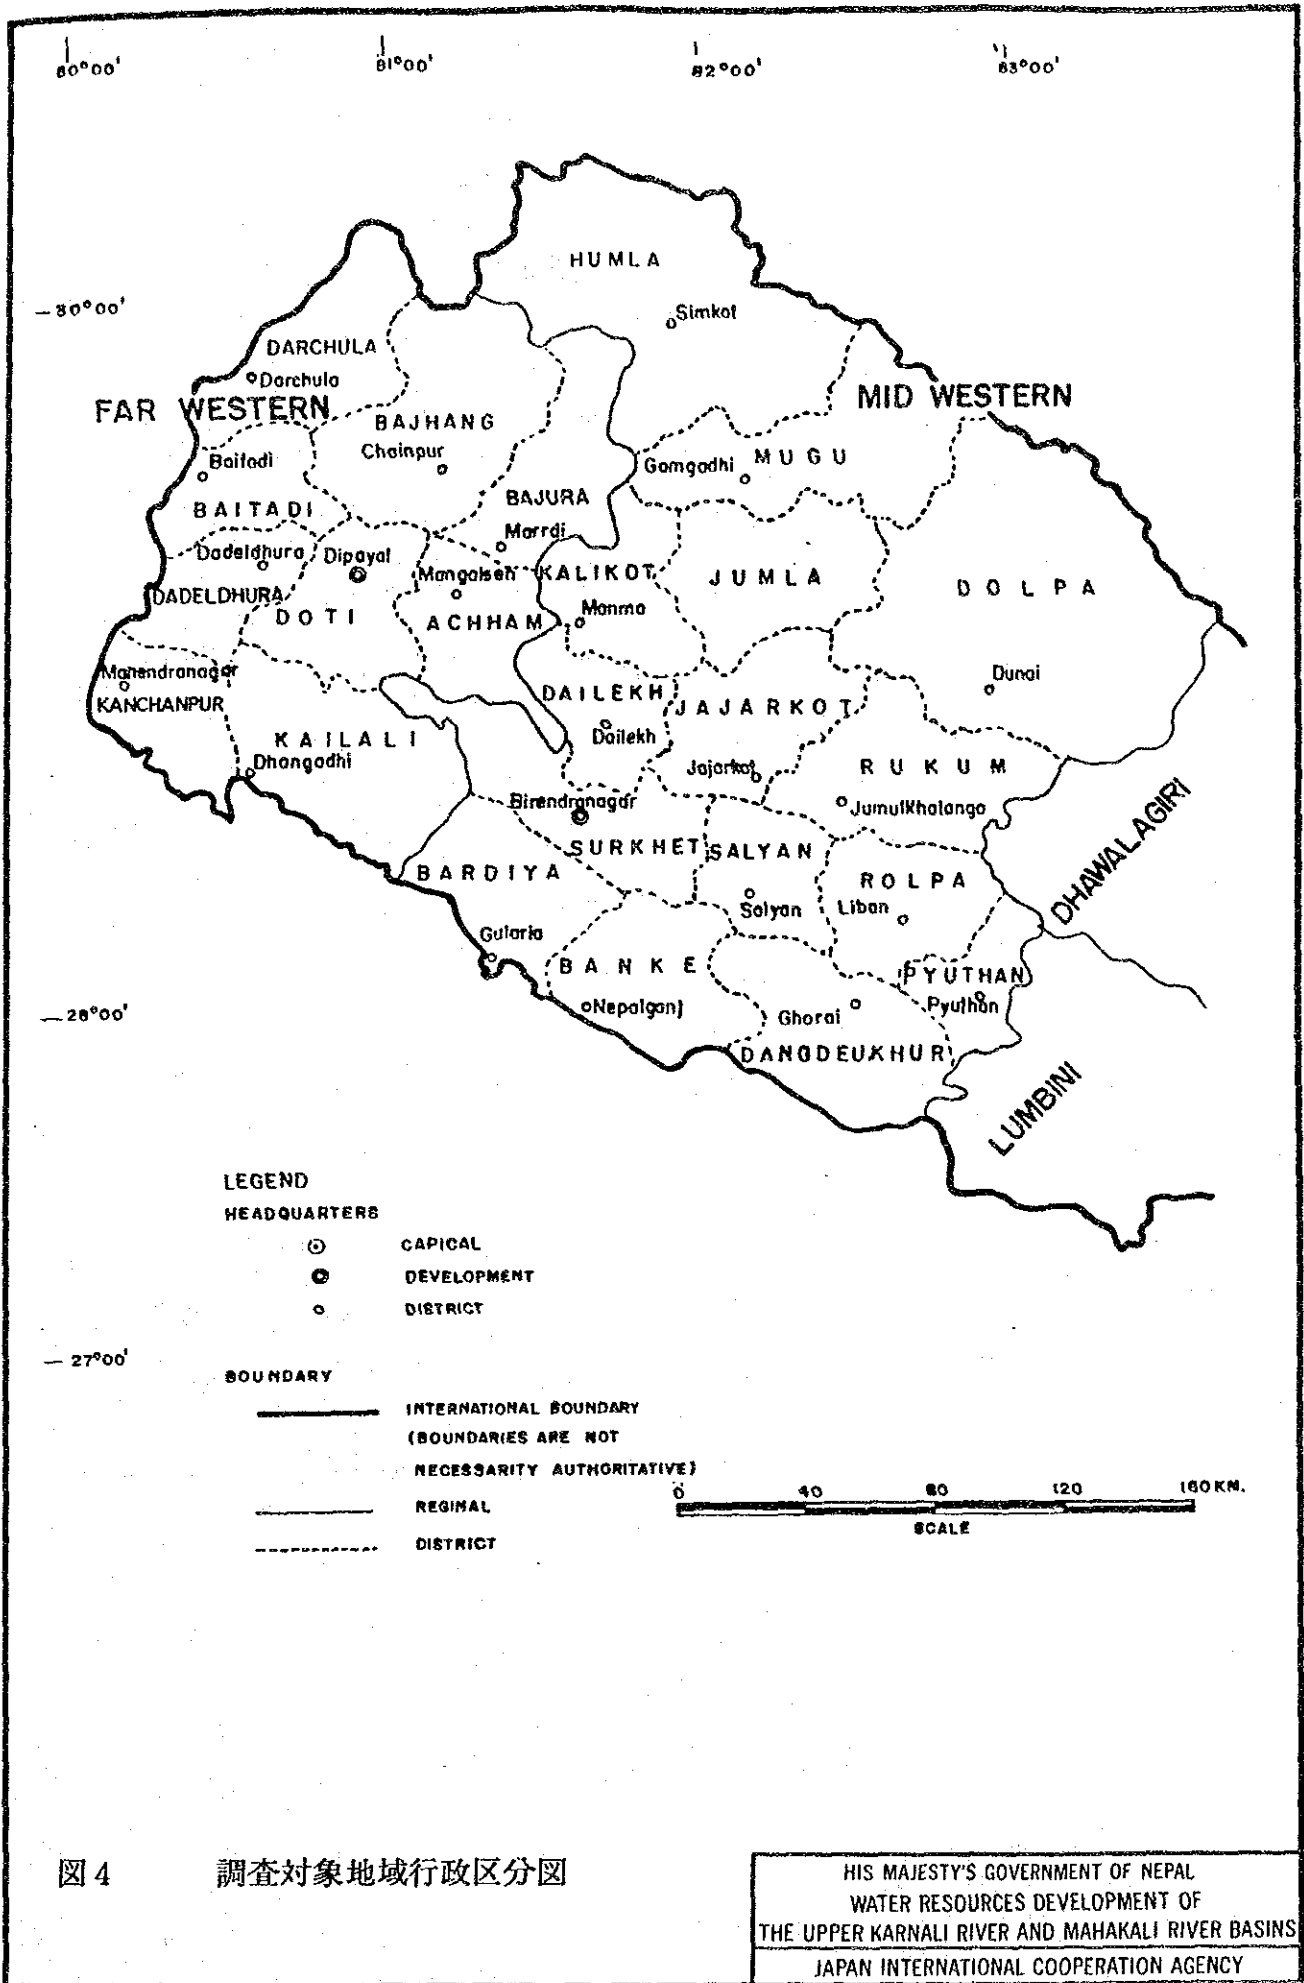 80°00'
81°00'
82°00'
83°00'
HUMLA
30°00'
Simkot
DARCHULA
Darchula
FAR WESTERN
MID WESTERN
BAJHANG
Chainpur
Baitadi
Gamgadhi
MUGU
BAITADI
BAJURA
Marrdi
Dadeldhura
Dipayal
Mangalsen
KALIKOT
JUMLA
DOLPA
DADELDHURA
DOTI
ACHHAM
Manma
Manendranagar
KANCHANPUR
Dunai
DAILEKH
JAJARKOT
KAILALI
Dailekh
Dhangadhi
Jajarkot
RUKUM
Birendranagar
Jumulkhalanga
SURKHET
SALYAN
DHAWALAGIRI
BARDIYA
ROLPA
Salyan
Liban
Gularia
BANKE
PYUTHAN
Nepalganj
Ghorai
Pyuthan
28°00'
DANGDEUKHUR
LUMBINI
LEGEND
HEADQUARTERS
CAPICAL
DEVELOPMENT
DISTRICT
27°00'
BOUNDARY
INTERNATIONAL BOUNDARY
(BOUNDARIES ARE NOT
NECESSARITY AUTHORITATIVE)
REGINAL
DISTRICT
0 40 80 120 160 KM.
SCALE
図4 調査対象地域行政区分図
HIS MAJESTY'S GOVERNMENT OF NEPAL
WATER RESOURCES DEVELOPMENT OF
THE UPPER KARNALI RIVER AND MAHAKALI RIVER BASINS
JAPAN INTERNATIONAL COOPERATION AGENCY